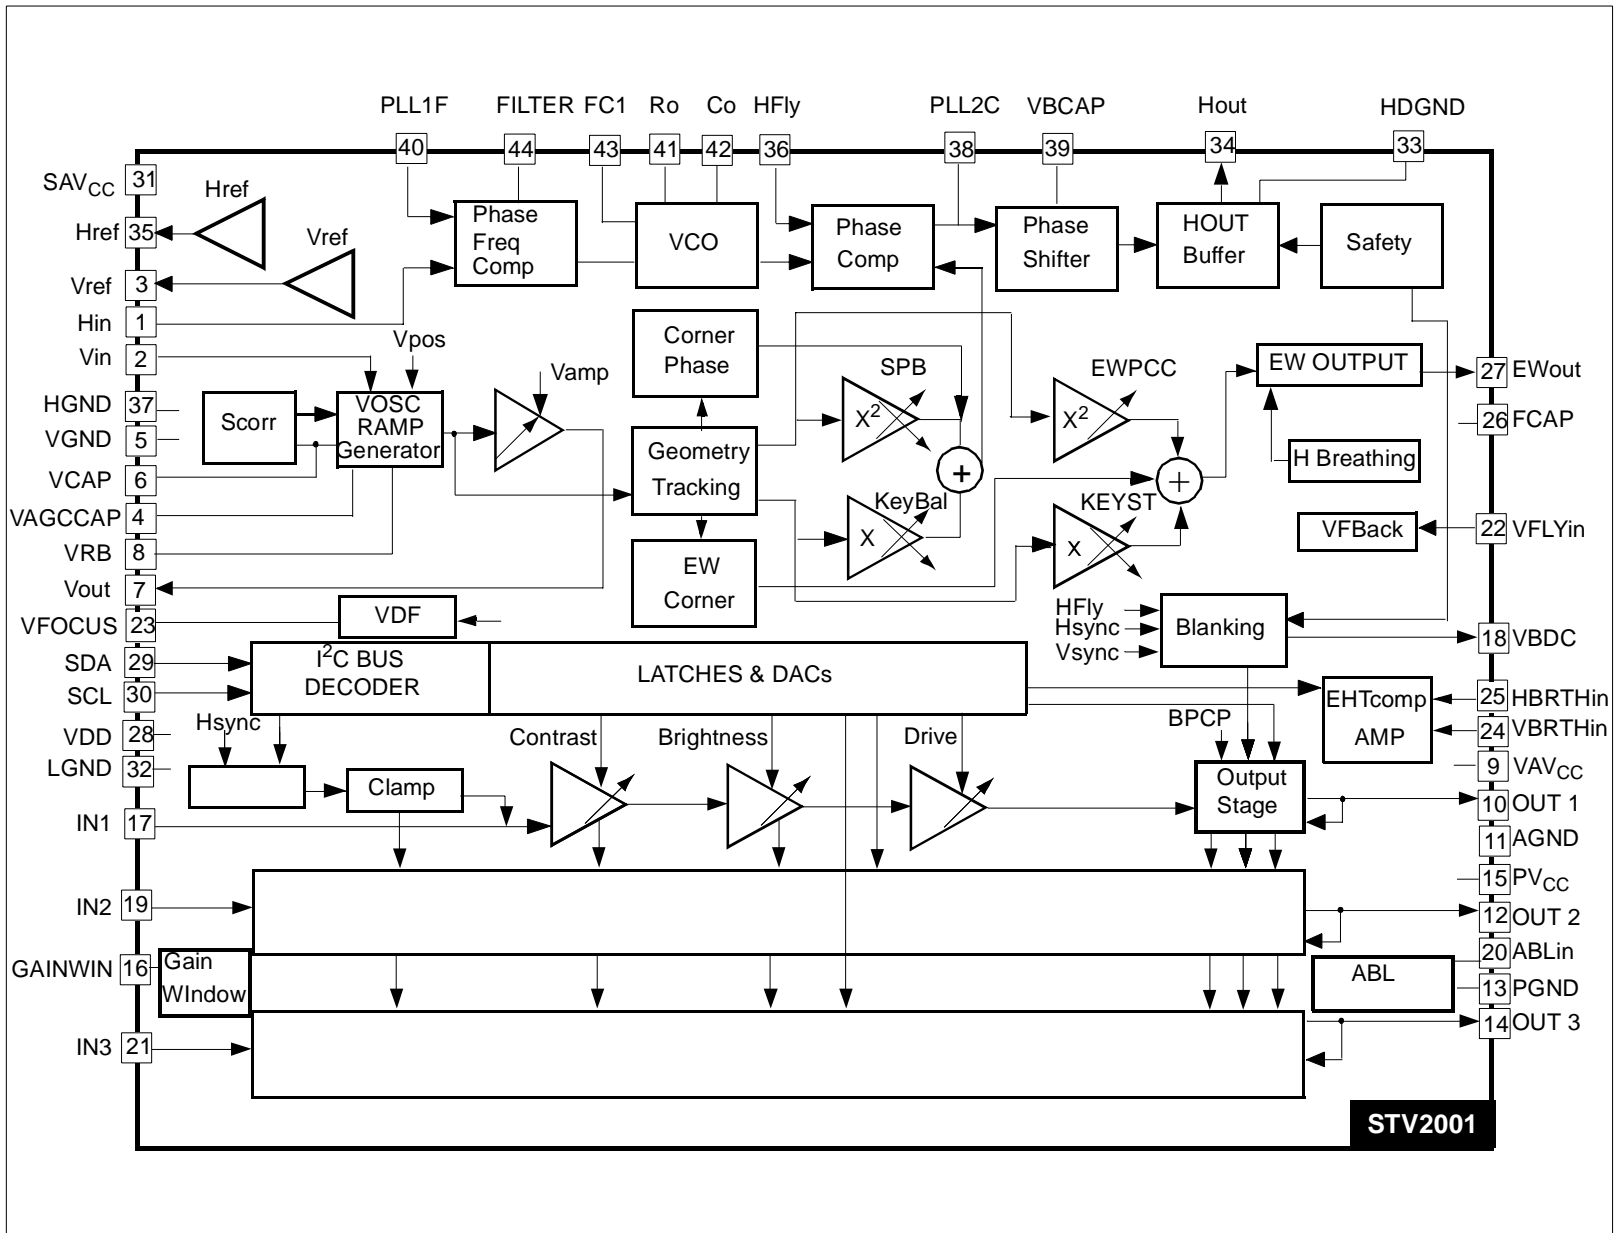 PLL1F FILTER FC1 Ro Co HFly PLL2C VBCAP Hout HDGND
40 44 43 41 42 36 38 39 34 33
SAVCC 31
Href
Href 35
Vref
Vref 3
Hin 1
Vin 2
HGND 37
VGND 5
VCAP 6
VAGCCAP 4
VRB 8
Vout 7
VFOCUS 23
SDA 29
SCL 30
VDD 28
LGND 32
IN1 17
IN2 19
GAINWIN 16
IN3 21
Phase
Freq
Comp
VCO
Phase
Comp
Phase
Shifter
HOUT
Buffer
Safety
Vpos
Scorr
VOSC
RAMP
Generator
Vamp
Corner
Phase
Geometry
Tracking
EW
Corner
SPB
X2
KeyBal
X
+
EWPCC
X2
KEYST
X
+
EW OUTPUT
H Breathing
VFBack
27 EWout
26 FCAP
22 VFLYin
VDF
HFly
Hsync
Vsync
Blanking
18 VBDC
I2C BUS
DECODER
LATCHES & DACs
EHTcomp
AMP
25 HBRTHin
24 VBRTHin
9 VAVCC
Hsync
Clamp
Contrast
Brightness
Drive
BPCP
Output
Stage
10 OUT 1
11 AGND
15 PVCC
12 OUT 2
20 ABLin
13 PGND
14 OUT 3
Gain
WIndow
ABL
STV2001